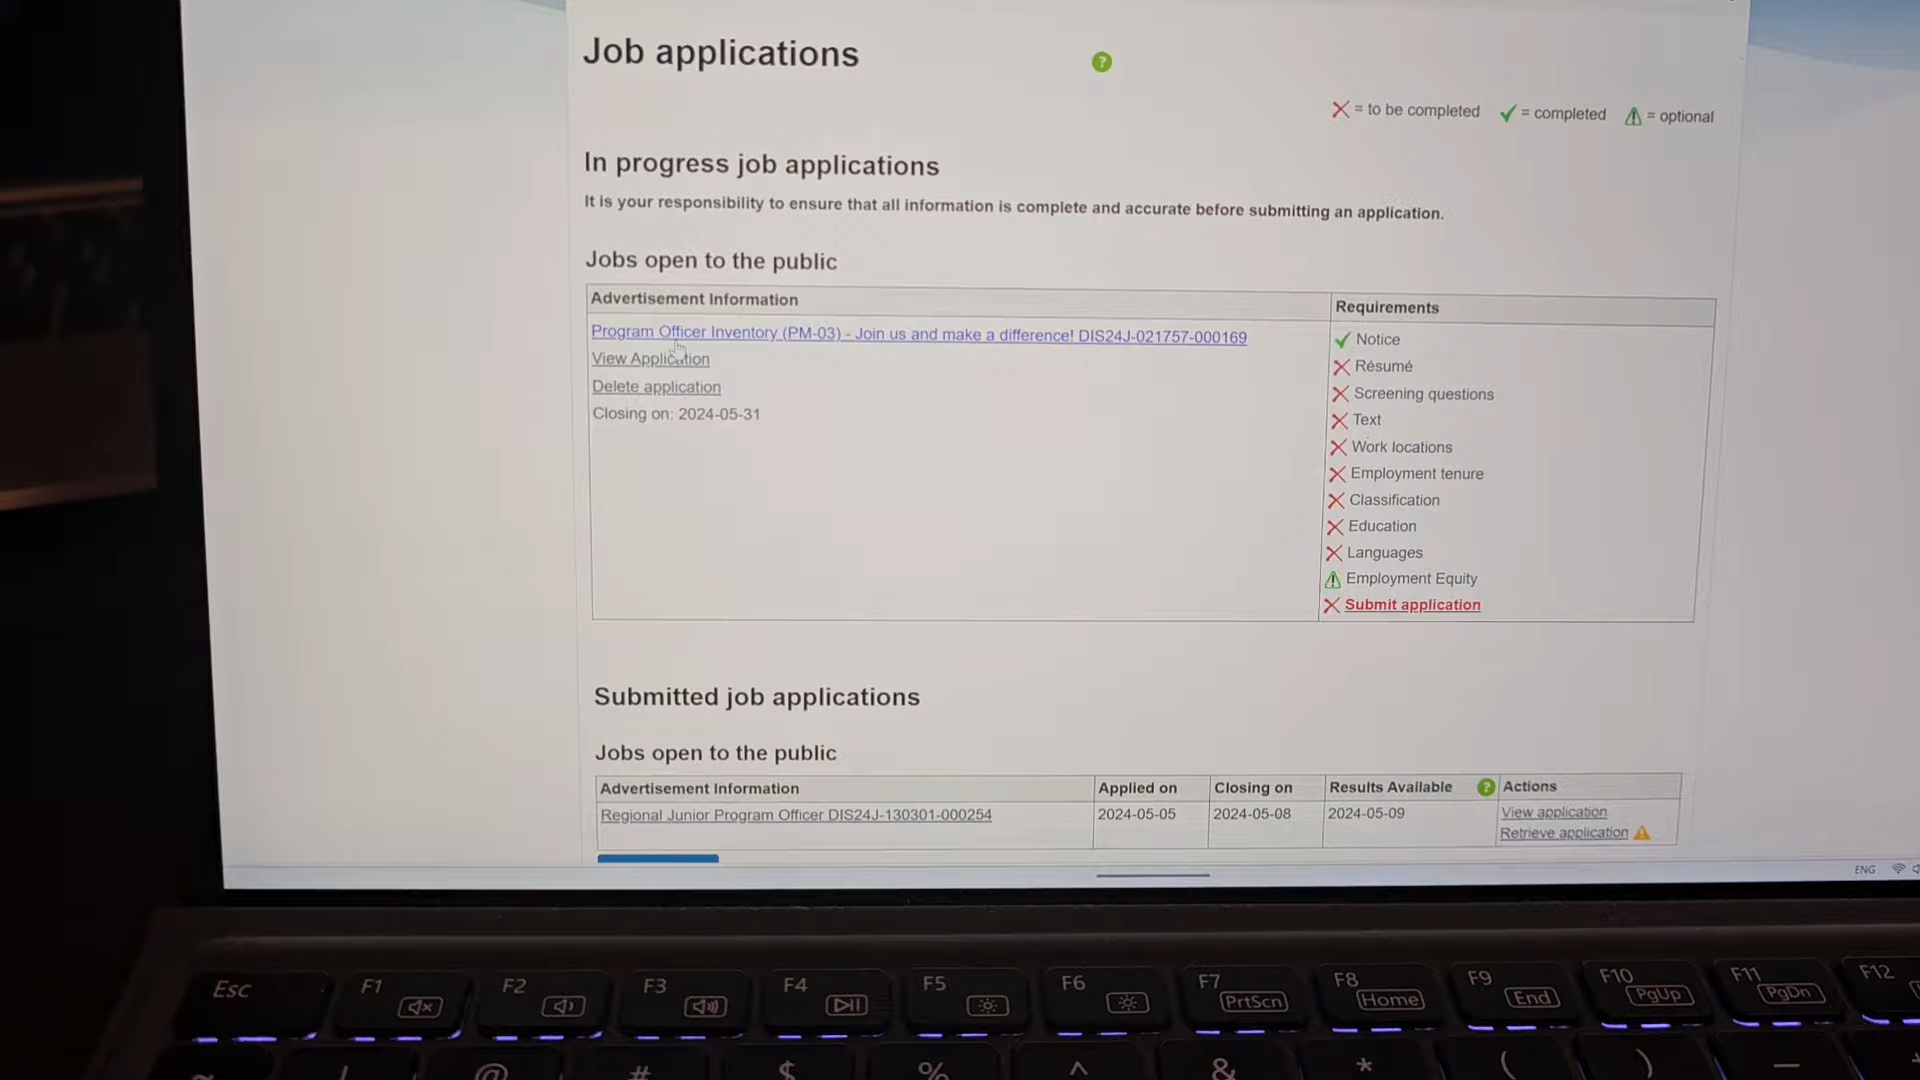 Job applications
?
= to be completed = completed = optional
In progress job applications
It is your responsibility to ensure that all information is complete and accurate before submitting an application.
Jobs open to the public
Advertisement Information
Requirements
Program Officer Inventory (PM-03) - Join us and make a difference! DIS24J-021757-000169
View Application
Delete application
Closing on: 2024-05-31
Notice
Résumé
Screening questions
Text
Work locations
Employment tenure
Classification
Education
Languages
Employment Equity
Submit application
Submitted job applications
Jobs open to the public
Advertisement Information Applied on Closing on Results Available ? Actions
Regional Junior Program Officer DIS24J-130301-000254 2024-05-05 2024-05-08 2024-05-09 View application
Retrieve application
ENG
Esc F1 F2 F3 F4 F5 F6 F7 PrtScn F8 Home F9 End F10 PgUp F11 PgDn F12
~ ! @ # $ % ^ & * ( ) —